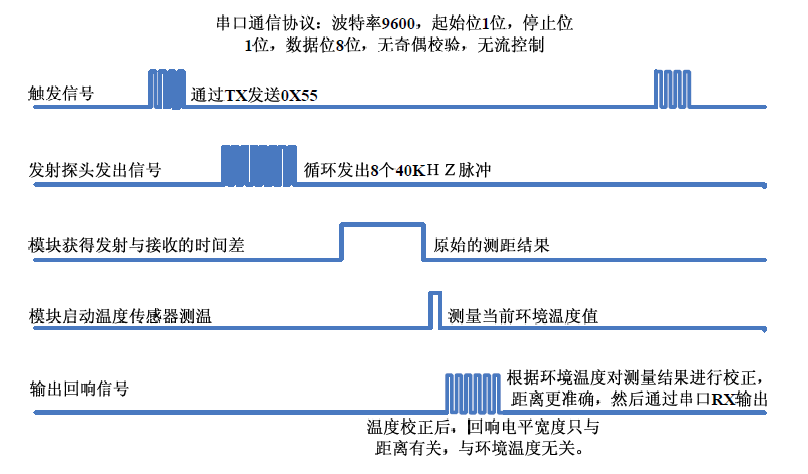 串口通信协议：波特率9600，起始位1位，停止位
1位，数据位8位，无奇偶校验，无流控制
触发信号
通过TX发送0X55
发射探头发出信号
循环发出8个40KＨＺ脉冲
模块获得发射与接收的时间差
原始的测距结果
模块启动温度传感器测温
测量当前环境温度值
输出回响信号
根据环境温度对测量结果进行校正，
距离更准确，然后通过串口RX输出
温度校正后，回响电平宽度只与
距离有关，与环境温度无关。